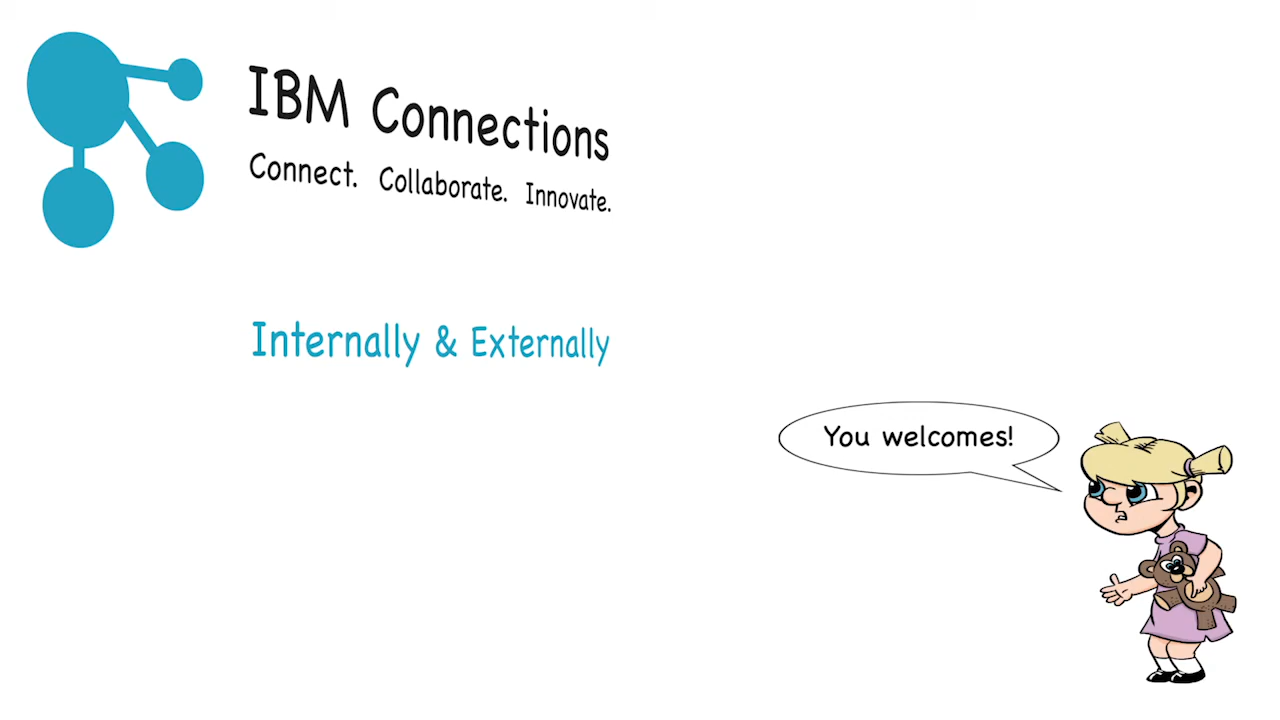 IBM Connections
Connect. Collaborate. Innovate.
Internally & Externally
You welcomes!